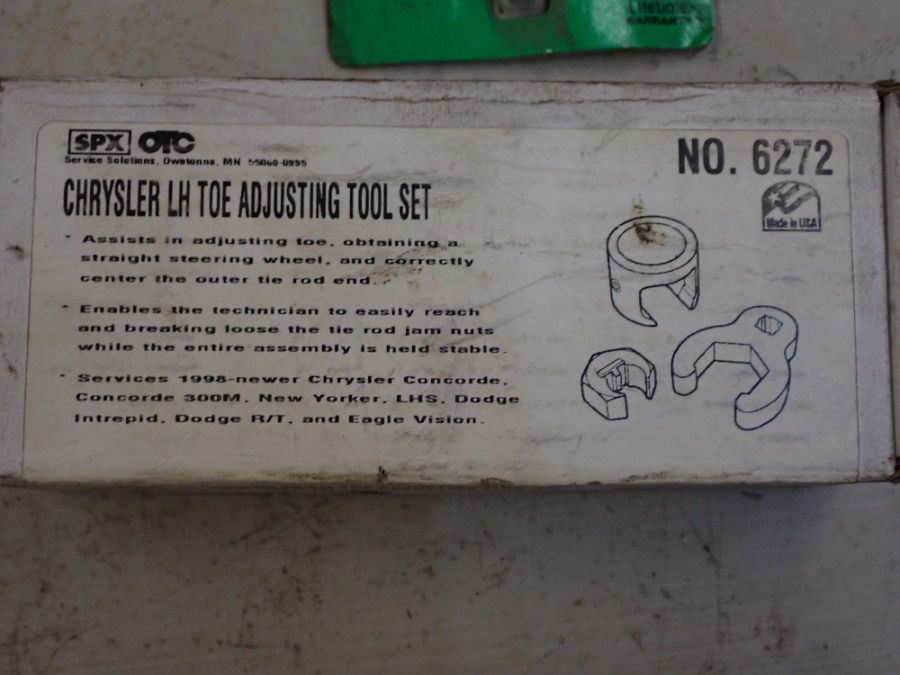 Lifetime
WARRANTY
SPX OTC
NO. 6272
Service Solutions, Owatonna, MN 55060-0995
CHRYSLER LH TOE ADJUSTING TOOL SET
Made in USA
· Assists in adjusting toe, obtaining a
straight steering wheel, and correctly
center the outer tie rod end.
· Enables the technician to easily reach
and breaking loose the tie rod jam nuts
while the entire assembly is held stable.
· Services 1998-newer Chrysler Concorde,
Concorde 300M, New Yorker, LHS, Dodge
Intrepid, Dodge R/T, and Eagle Vision.